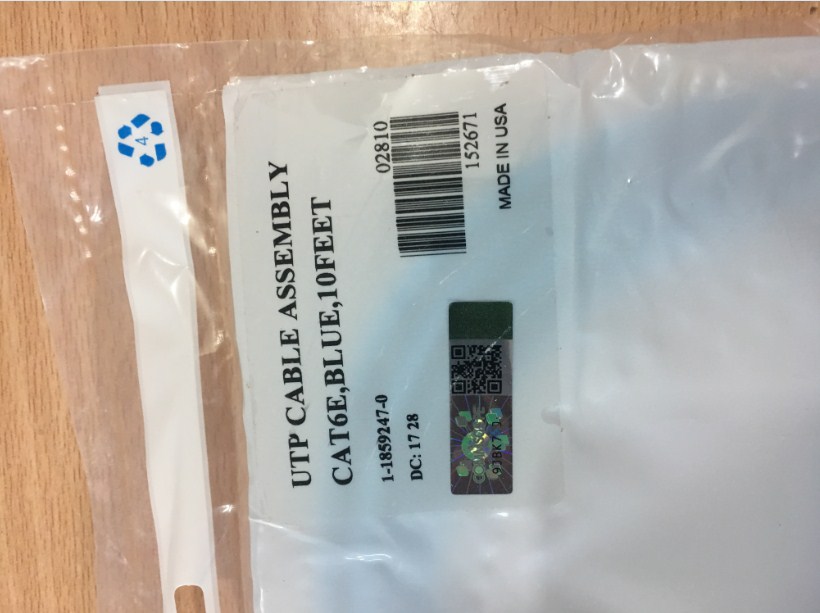 4
UTP CABLE ASSEMBLY
CAT6E,BLUE,10FEET
1-1859247-0
DC: 17 28
02810
152671
MADE IN USA